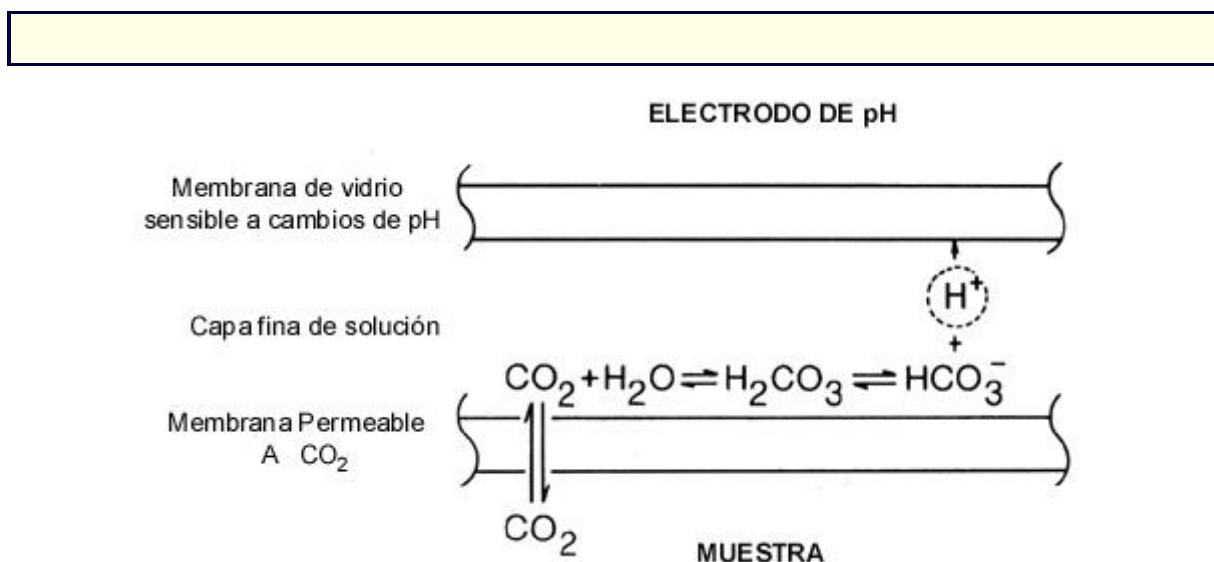 ELECTRODO DE pH
Membrana de vidrio
sensible a cambios de pH
H⁺
Capa fina de solución
+
CO₂+H₂O⇌H₂CO₃⇌HCO₃⁻
Membrana Permeable
A CO₂
CO₂
MUESTRA